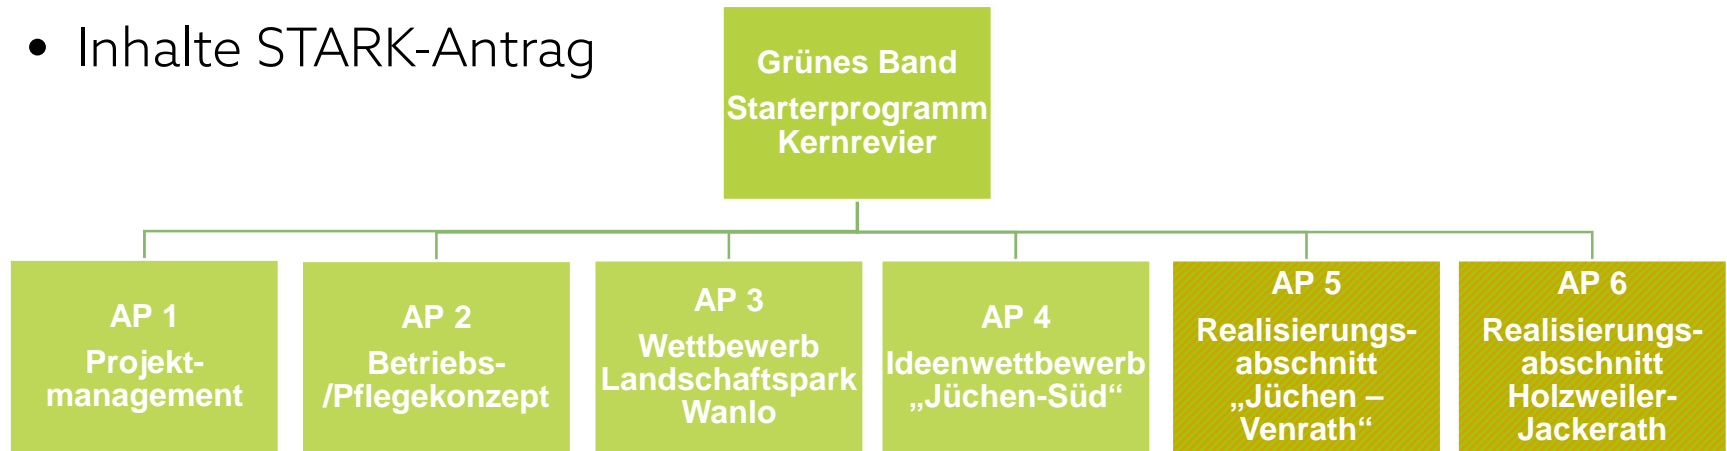 • Inhalte STARK-Antrag
Grünes Band
Starterprogramm
Kernrevier
AP 1
Projekt-
management
AP 2
Betriebs-
/Pflegekonzept
AP 3
Wettbewerb
Landschaftspark
Wanlo
AP 4
Ideenwettbewerb
„Jüchen-Süd“
AP 5
Realisierungs-
abschnitt
„Jüchen –
Venrath“
AP 6
Realisierungs-
abschnitt
Holzweiler-
Jackerath